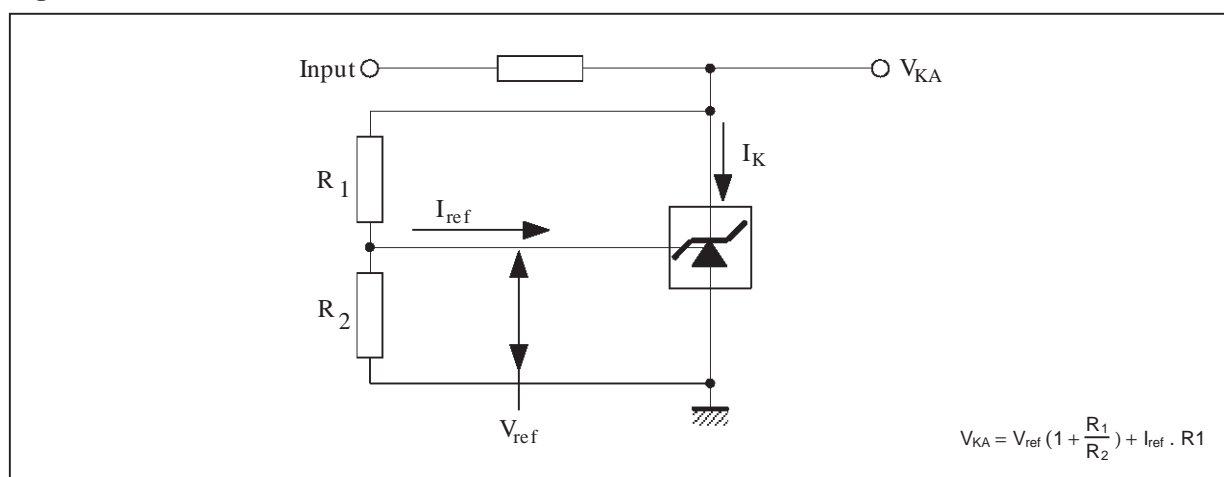 Input
V_KA
I_K
R_1
I_ref
R_2
V_ref
V_KA = V_ref (1 + R_1/R_2) + I_ref . R1